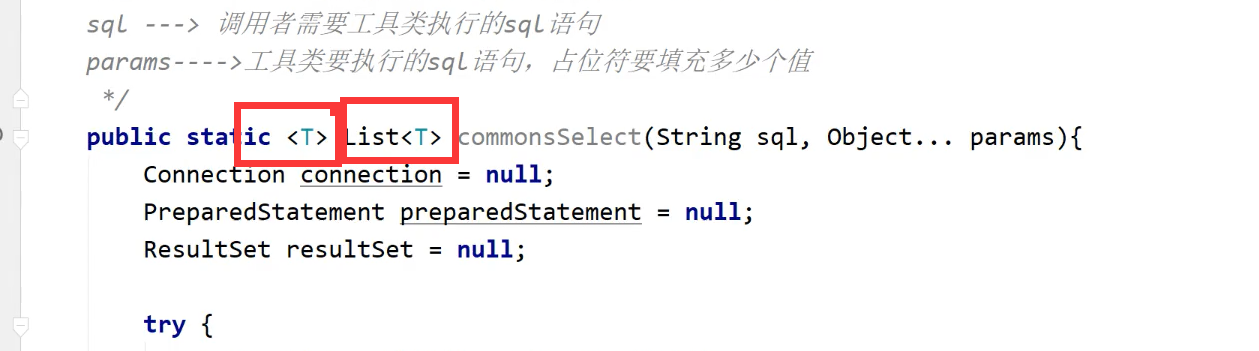 sql ---> 调用者需要工具类执行的sql语句
params---->工具类要执行的sql语句，占位符要填充多少个值
*/
public static <T> List<T> commonsSelect(String sql, Object... params){
Connection connection = null;
PreparedStatement preparedStatement = null;
ResultSet resultSet = null;
try {